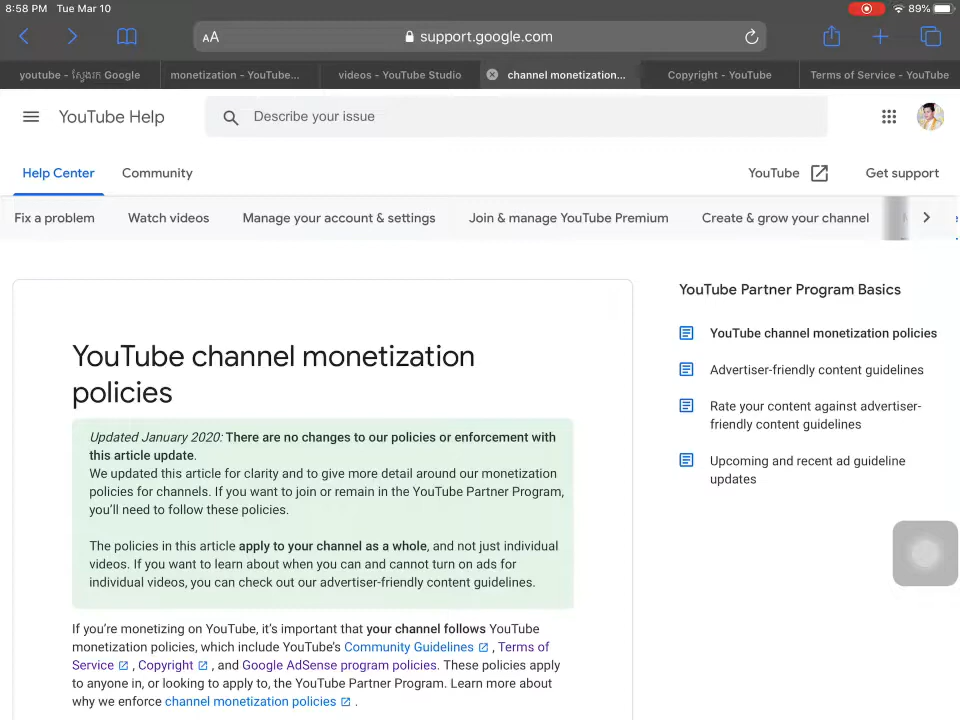 8:58 PM Tue Mar 10
89%
AA
support.google.com
youtube - ស្វែងរក Google
monetization - YouTube...
videos - YouTube Studio
channel monetization...
Copyright - YouTube
Terms of Service - YouTube
YouTube Help
Describe your issue
Help Center
Community
YouTube
Get support
Fix a problem
Watch videos
Manage your account & settings
Join & manage YouTube Premium
Create & grow your channel
YouTube channel monetization
policies
Updated January 2020: There are no changes to our policies or enforcement with
this article update.
We updated this article for clarity and to give more detail around our monetization
policies for channels. If you want to join or remain in the YouTube Partner Program,
you'll need to follow these policies.
The policies in this article apply to your channel as a whole, and not just individual
videos. If you want to learn about when you can and cannot turn on ads for
individual videos, you can check out our advertiser-friendly content guidelines.
If you're monetizing on YouTube, it's important that your channel follows YouTube
monetization policies, which include YouTube's Community Guidelines , Terms of
Service , Copyright , and Google AdSense program policies. These policies apply
to anyone in, or looking to apply to, the YouTube Partner Program. Learn more about
why we enforce channel monetization policies .
YouTube Partner Program Basics
YouTube channel monetization policies
Advertiser-friendly content guidelines
Rate your content against advertiser-
friendly content guidelines
Upcoming and recent ad guideline
updates